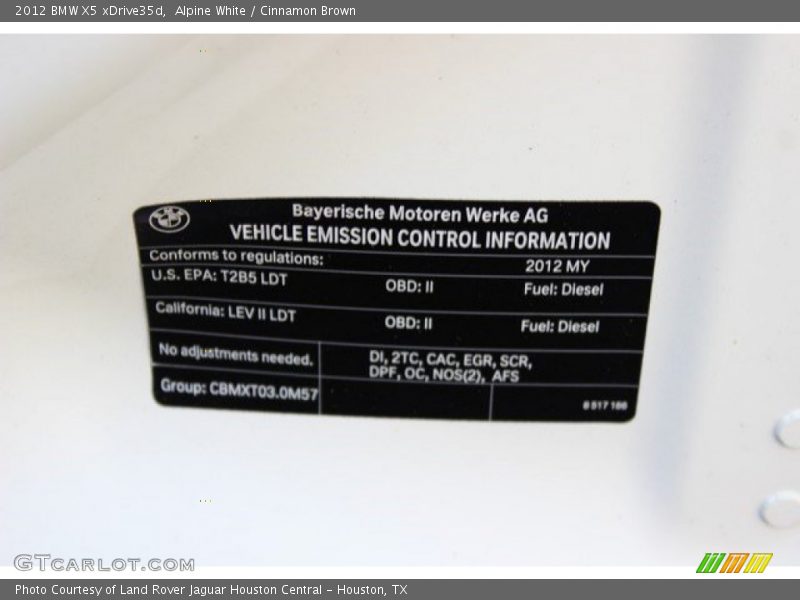 2012 BMW X5 xDrive35d, Alpine White / Cinnamon Brown
Bayerische Motoren Werke AG
VEHICLE EMISSION CONTROL INFORMATION
Conforms to regulations: 2012 MY
U.S. EPA: T2B5 LDT OBD: II Fuel: Diesel
California: LEV II LDT OBD: II Fuel: Diesel
No adjustments needed. DI, 2TC, CAC, EGR, SCR,
DPF, OC, NOS(2), AFS
Group: CBMXT03.0M57
8 517 186
GTCARLOT.COM
Photo Courtesy of Land Rover Jaguar Houston Central - Houston, TX